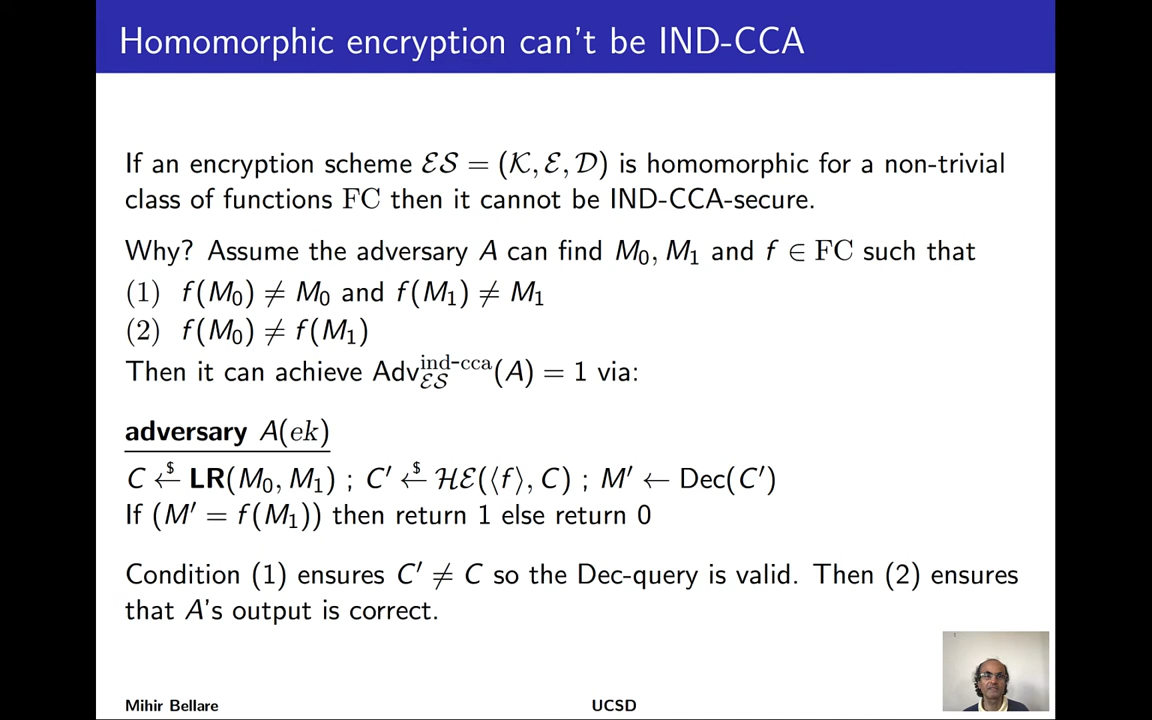 Homomorphic encryption can't be IND-CCA
If an encryption scheme ℰ𝒮 = (𝒦, ℰ, 𝒟) is homomorphic for a non-trivial
class of functions FC then it cannot be IND-CCA-secure.
Why? Assume the adversary A can find M₀, M₁ and f ∈ FC such that
(1) f(M₀) ≠ M₀ and f(M₁) ≠ M₁
(2) f(M₀) ≠ f(M₁)
Then it can achieve Adv^{ind-cca}_{ℰ𝒮}(A) = 1 via:
adversary A(ek)
C ←$ LR(M₀, M₁) ; C′ ←$ ℋℰ(⟨f⟩, C) ; M′ ← Dec(C′)
If (M′ = f(M₁)) then return 1 else return 0
Condition (1) ensures C′ ≠ C so the Dec-query is valid. Then (2) ensures
that A's output is correct.
Mihir Bellare UCSD